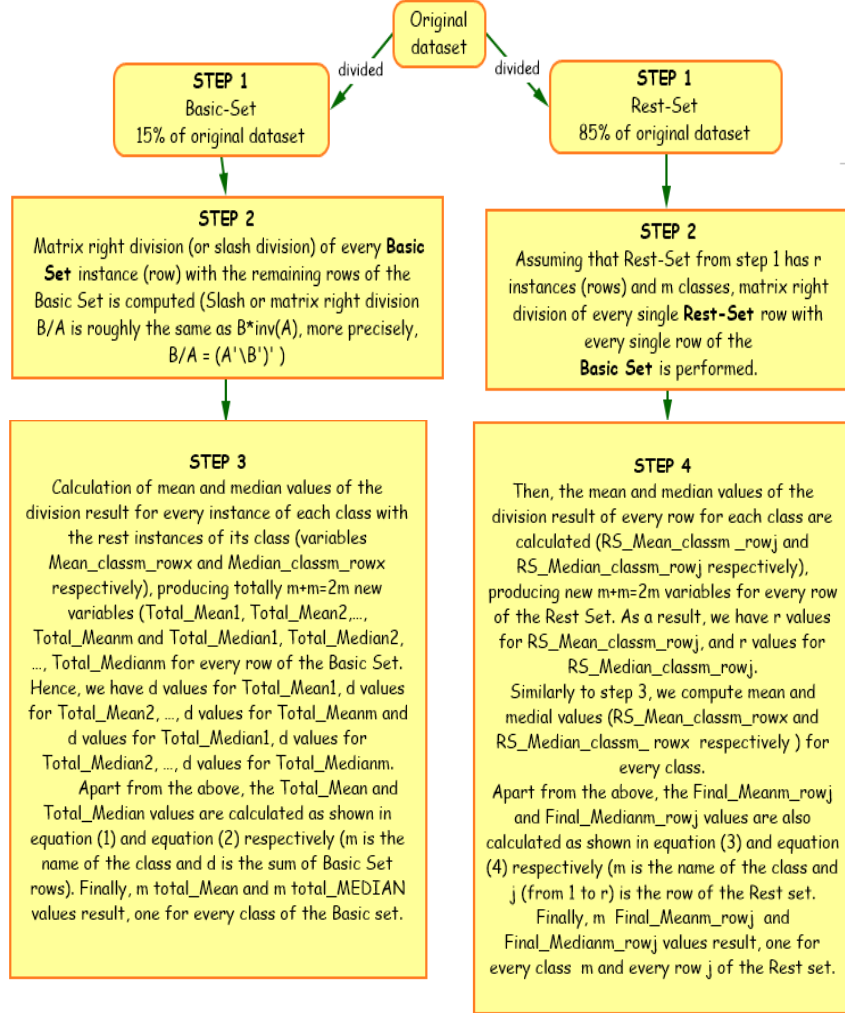 Original
dataset
divided
divided
STEP 1
Basic-Set
15% of original dataset
STEP 1
Rest-Set
85% of original dataset
STEP 2
Matrix right division (or slash division) of every Basic
Set instance (row) with the remaining rows of the
Basic Set is computed (Slash or matrix right division
B/A is roughly the same as B*inv(A), more precisely,
B/A = (A'\B')' )
STEP 2
Assuming that Rest-Set from step 1 has r
instances (rows) and m classes, matrix right
division of every single Rest-Set row with
every single row of the
Basic Set is performed.
STEP 3
Calculation of mean and median values of the
division result for every instance of each class with
the rest instances of its class (variables
Mean_classm_rowx and Median_classm_rowx
respectively), producing totally m+m=2m new
variables (Total_Mean1, Total_Mean2,...,
Total_Meanm and Total_Median1, Total_Median2,
..., Total_Medianm for every row of the Basic Set.
Hence, we have d values for Total_Mean1, d values
for Total_Mean2, ..., d values for Total_Meanm and
d values for Total_Median1, d values for
Total_Median2, ..., d values for Total_Medianm.
Apart from the above, the Total_Mean and
Total_Median values are calculated as shown in
equation (1) and equation (2) respectively (m is the
name of the class and d is the sum of Basic Set
rows). Finally, m total_Mean and m total_MEDIAN
values result, one for every class of the Basic set.
STEP 4
Then, the mean and median values of the
division result of every row for each class are
calculated (RS_Mean_classm _rowj and
RS_Median_classm_rowj respectively),
producing new m+m=2m variables for every row
of the Rest Set. As a result, we have r values
for RS_Mean_classm_rowj, and r values for
RS_Median_classm_rowj.
Similarly to step 3, we compute mean and
medial values (RS_Mean_classm_rowx and
RS_Median_classm_ rowx respectively ) for
every class.
Apart from the above, the Final_Meanm_rowj
and Final_Medianm_rowj values are also
calculated as shown in equation (3) and equation
(4) respectively (m is the name of the class and
j (from 1 to r) is the row of the Rest set.
Finally, m Final_Meanm_rowj and
Final_Medianm_rowj values result, one for
every class m and every row j of the Rest set.